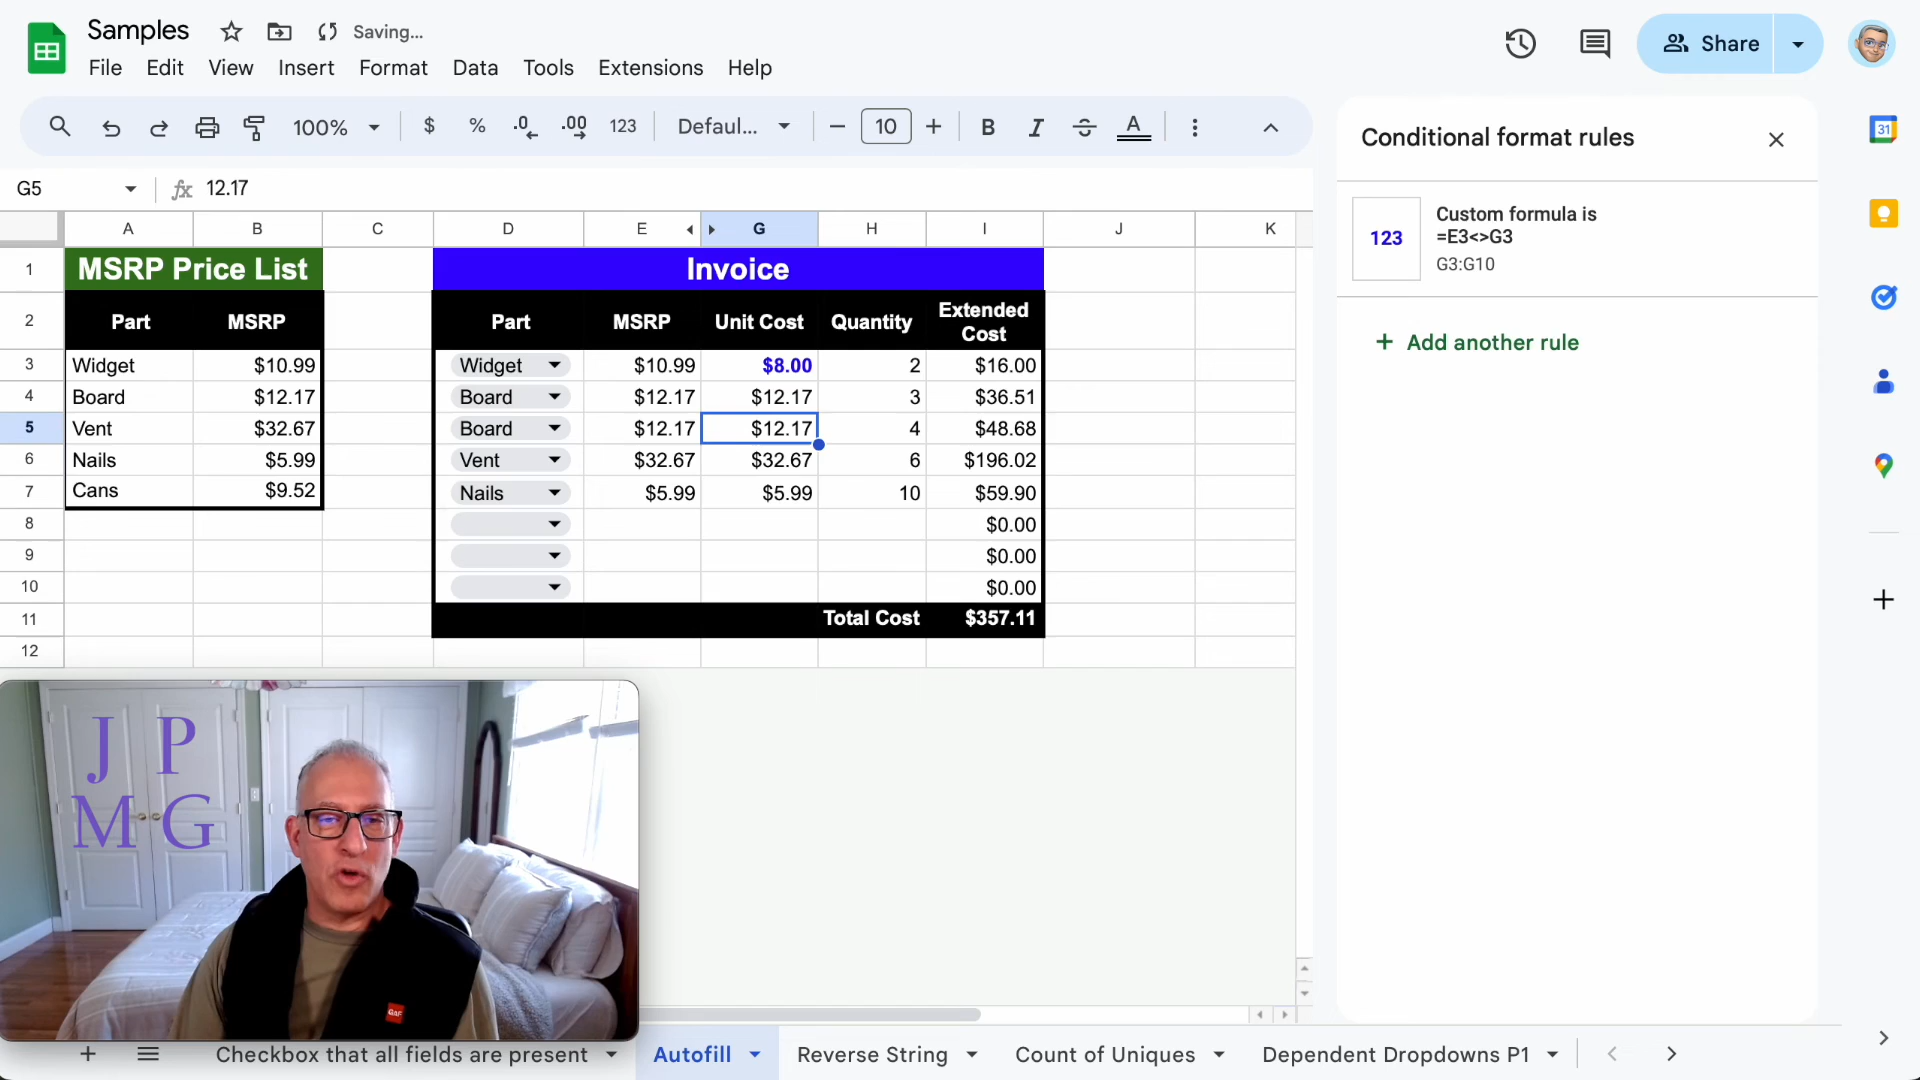 Samples
Saving...
File Edit View Insert Format Data Tools Extensions Help
Share
100% $ % .0 .00 123 Defaul... 10 B I S A
G5 fx 12.17
A B C D E G H I J K
1 MSRP Price List Invoice
2 Part MSRP Part MSRP Unit Cost Quantity Extended Cost
3 Widget $10.99 Widget $10.99 $8.00 2 $16.00
4 Board $12.17 Board $12.17 $12.17 3 $36.51
5 Vent $32.67 Board $12.17 $12.17 4 $48.68
6 Nails $5.99 Vent $32.67 $32.67 6 $196.02
7 Cans $9.52 Nails $5.99 $5.99 10 $59.90
8 $0.00
9 $0.00
10 $0.00
11 Total Cost $357.11
12
Conditional format rules
123
Custom formula is
=E3<>G3
G3:G10
+ Add another rule
31
J P
M G
GAF
+ Checkbox that all fields are present Autofill Reverse String Count of Uniques Dependent Dropdowns P1